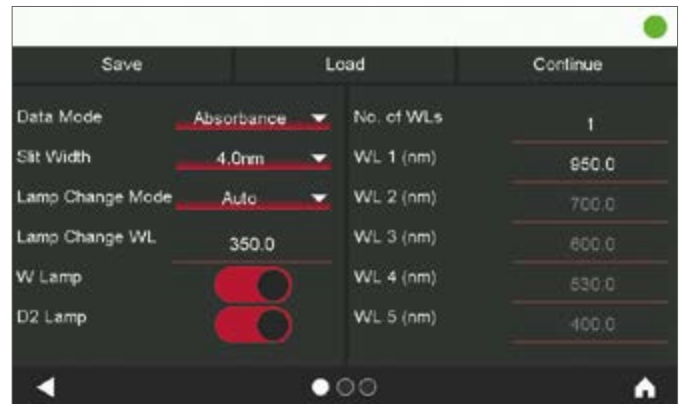 Save Load Continue
Data Mode Absorbance
Slit Width 4.0nm
Lamp Change Mode Auto
Lamp Change WL 350.0
W Lamp
D2 Lamp
No. of WLs 1
WL 1 (nm) 950.0
WL 2 (nm) 700.0
WL 3 (nm) 600.0
WL 4 (nm) 530.0
WL 5 (nm) 400.0